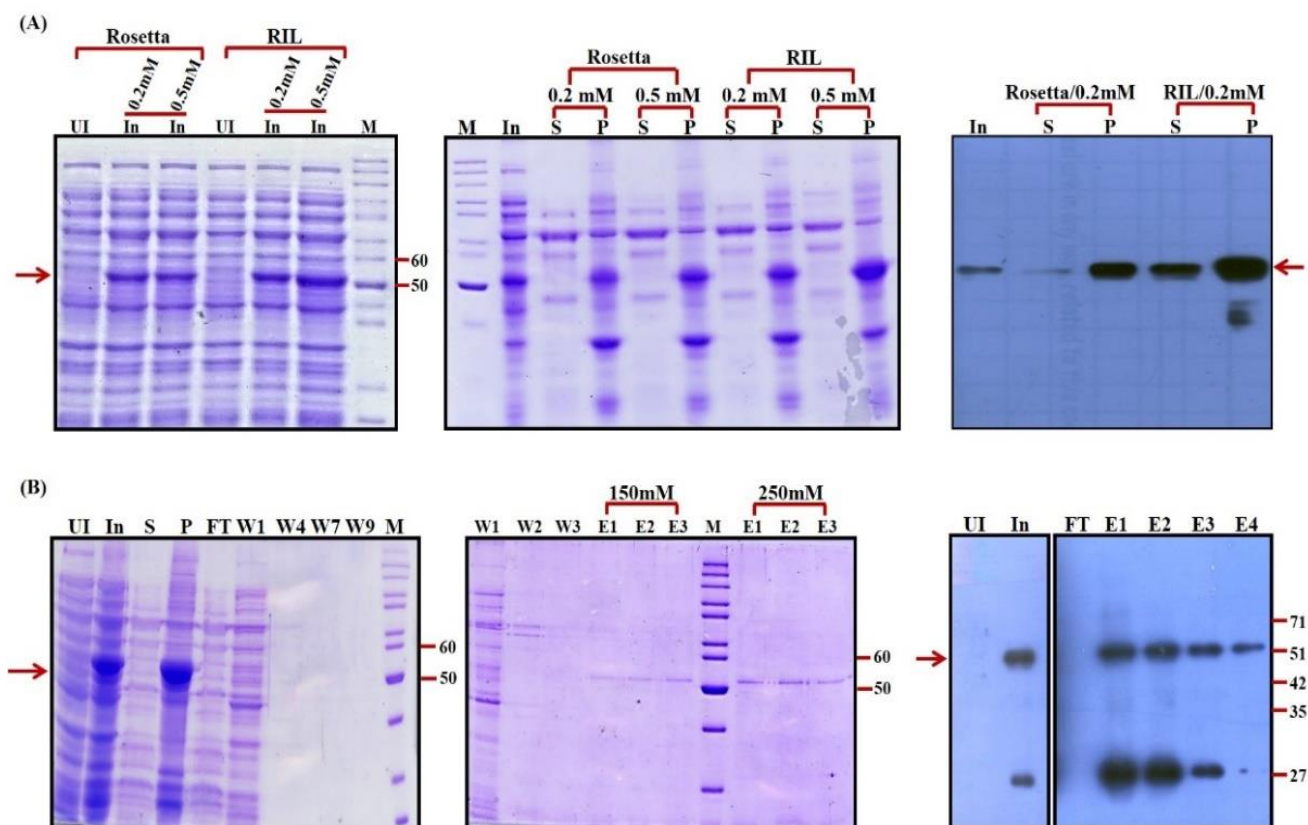 (A)
Rosetta RIL
0.2mM 0.5mM 0.2mM 0.5mM
UI In In UI In In M
60
50
Rosetta RIL
0.2 mM 0.5 mM 0.2 mM 0.5 mM
M In S P S P S P S P
Rosetta/0.2mM RIL/0.2mM
In S P S P
(B)
UI In S P FT W1 W4 W7 W9 M
60
50
150mM 250mM
W1 W2 W3 E1 E2 E3 M E1 E2 E3
60
50
UI In FT E1 E2 E3 E4
71
51
42
35
27